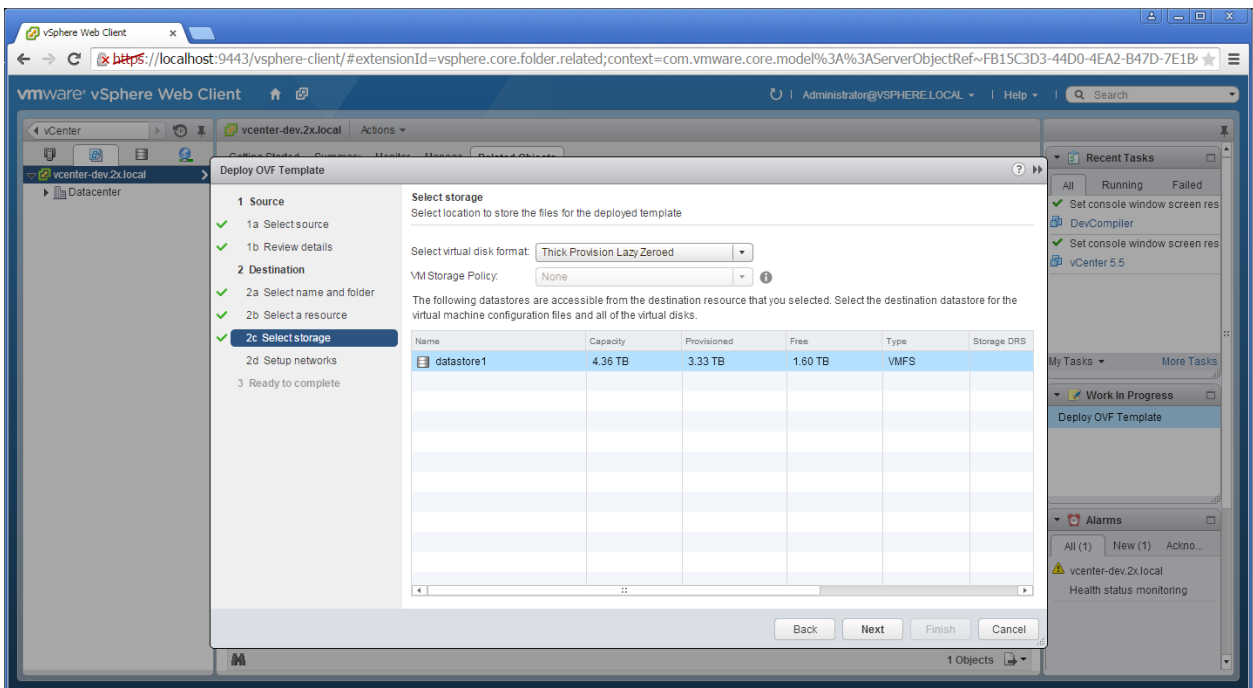 vSphere Web Client
https://localhost:9443/vsphere-client/#extensionId=vsphere.core.folder.related;context=com.vmware.core.model%3A%3AServerObjectRef~FB15C3D3-44D0-4EA2-B47D-7E1B
vmware® vSphere Web Client
Administrator@VSPHERE.LOCAL
Help
Search
vCenter
vcenter-dev.2x.local
Datacenter
vcenter-dev.2x.local
Actions
Getting Started Summary Monitor Manage Related Objects
Deploy OVF Template
1 Source
1a Select source
1b Review details
2 Destination
2a Select name and folder
2b Select a resource
2c Select storage
2d Setup networks
3 Ready to complete
Select storage
Select location to store the files for the deployed template
Select virtual disk format: Thick Provision Lazy Zeroed
VM Storage Policy: None
The following datastores are accessible from the destination resource that you selected. Select the destination datastore for the
virtual machine configuration files and all of the virtual disks.
Name Capacity Provisioned Free Type Storage DRS
datastore1 4.36 TB 3.33 TB 1.60 TB VMFS
Back Next Finish Cancel
1 Objects
Recent Tasks
All Running Failed
Set console window screen res
DevCompiler
Set console window screen res
vCenter 5.5
My Tasks More Tasks
Work In Progress
Deploy OVF Template
Alarms
All (1) New (1) Ackno...
vcenter-dev.2x.local
Health status monitoring